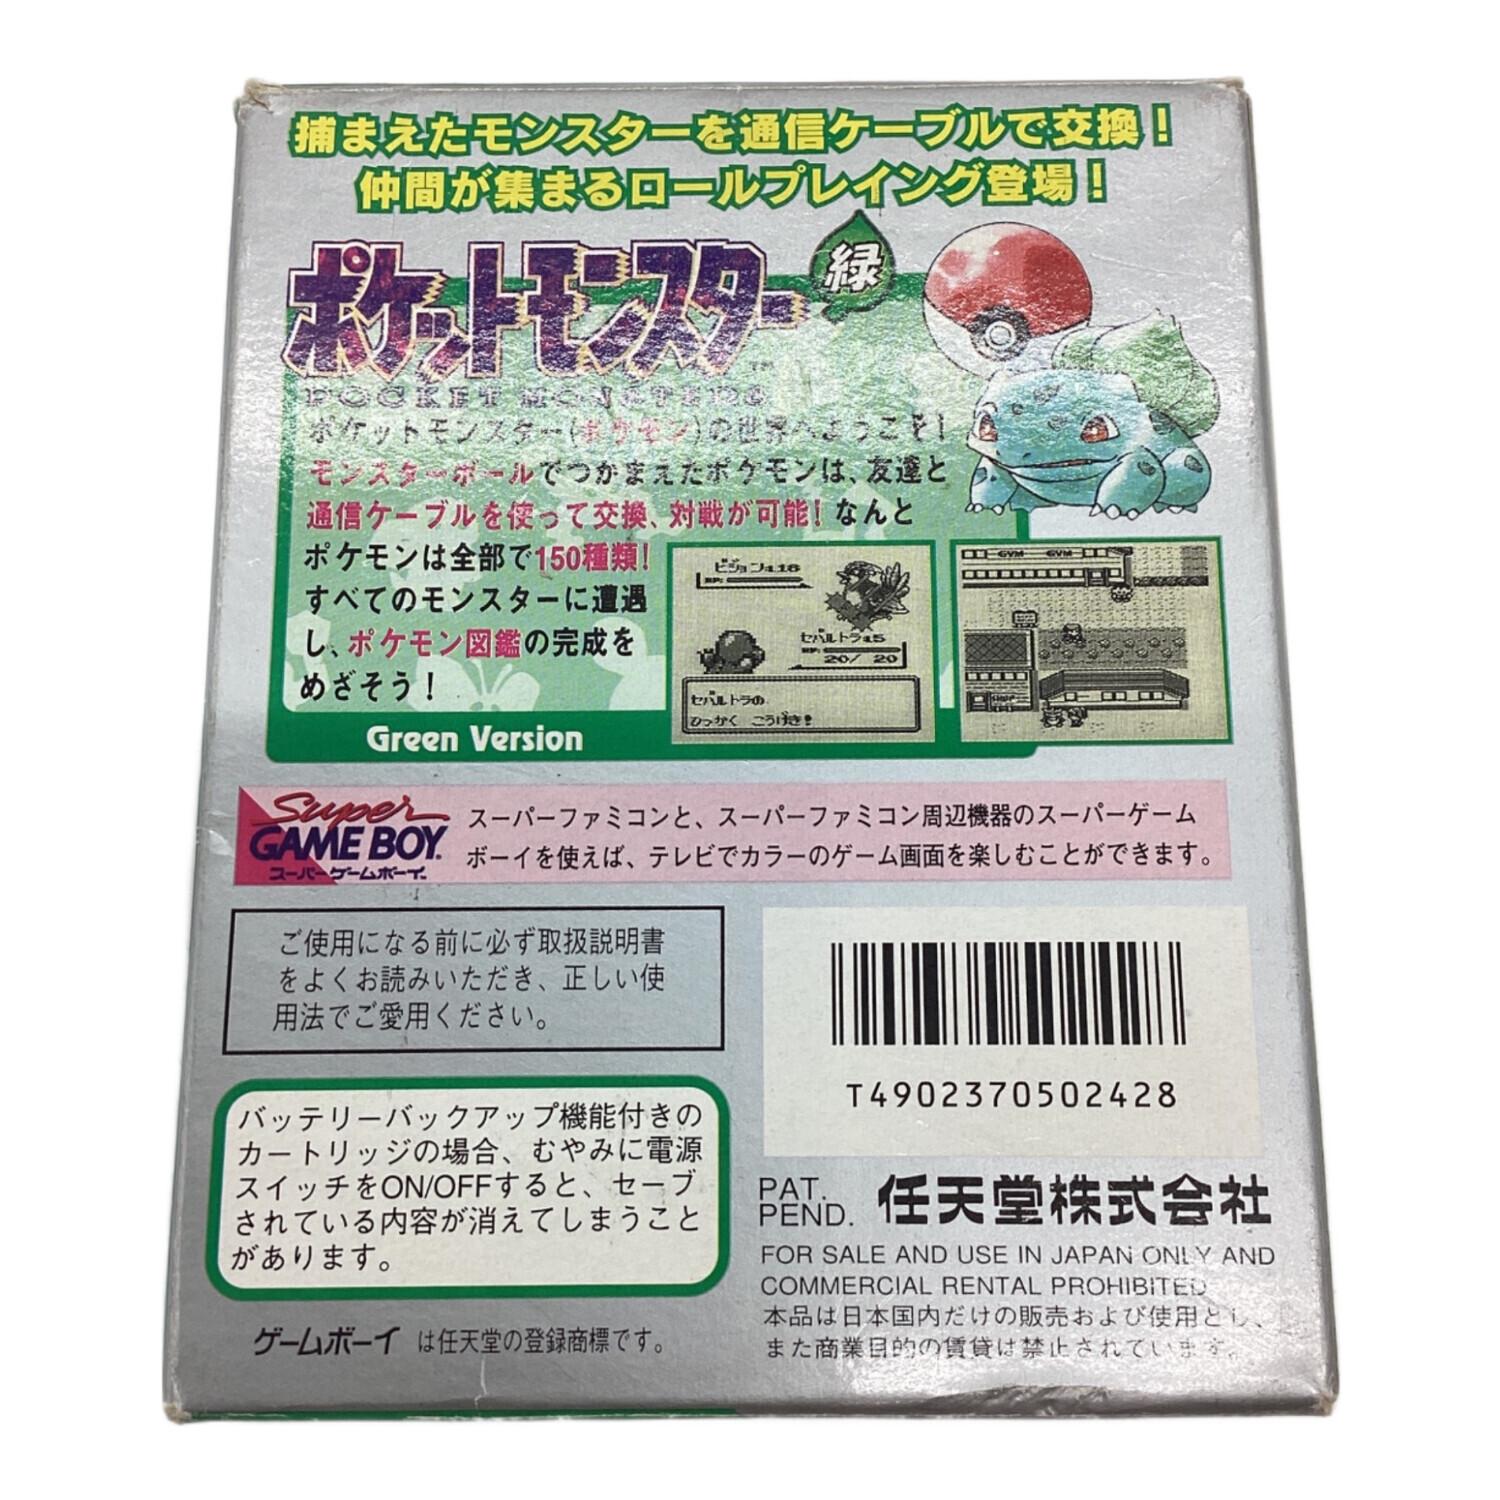 捕まえたモンスターを通信ケーブルで交換！
仲間が集まるロールプレイング登場！
ポケットモンスター 緑
POCKET MONSTERS
ポケットモンスター(ポケモン)の世界へようこそ！
モンスターボールでつかまえたポケモンは、友達と
通信ケーブルを使って交換、対戦が可能！なんと
ポケモンは全部で150種類！
すべてのモンスターに遭遇
し、ポケモン図鑑の完成を
めざそう！
Green Version
ピジョン :L18
HP:
ゼバルトラ :L5
HP:
20/ 20
ゼバルトラの
ひっかく こうげき！
GYM GYM
SHOP
Super
GAME BOY
スーパーゲームボーイ
スーパーファミコンと、スーパーファミコン周辺機器のスーパーゲーム
ボーイを使えば、テレビでカラーのゲーム画面を楽しむことができます。
ご使用になる前に必ず取扱説明書
をよくお読みいただき、正しい使
用法でご愛用ください。
バッテリーバックアップ機能付きの
カートリッジの場合、むやみに電源
スイッチをON/OFFすると、セーブ
されている内容が消えてしまうこと
があります。
ゲームボーイ は任天堂の登録商標です。
T4902370502428
PAT.
PEND. 任天堂株式会社
FOR SALE AND USE IN JAPAN ONLY AND
COMMERCIAL RENTAL PROHIBITED
本品は日本国内だけの販売および使用とし、
また商業目的の賃貸は禁止されています。